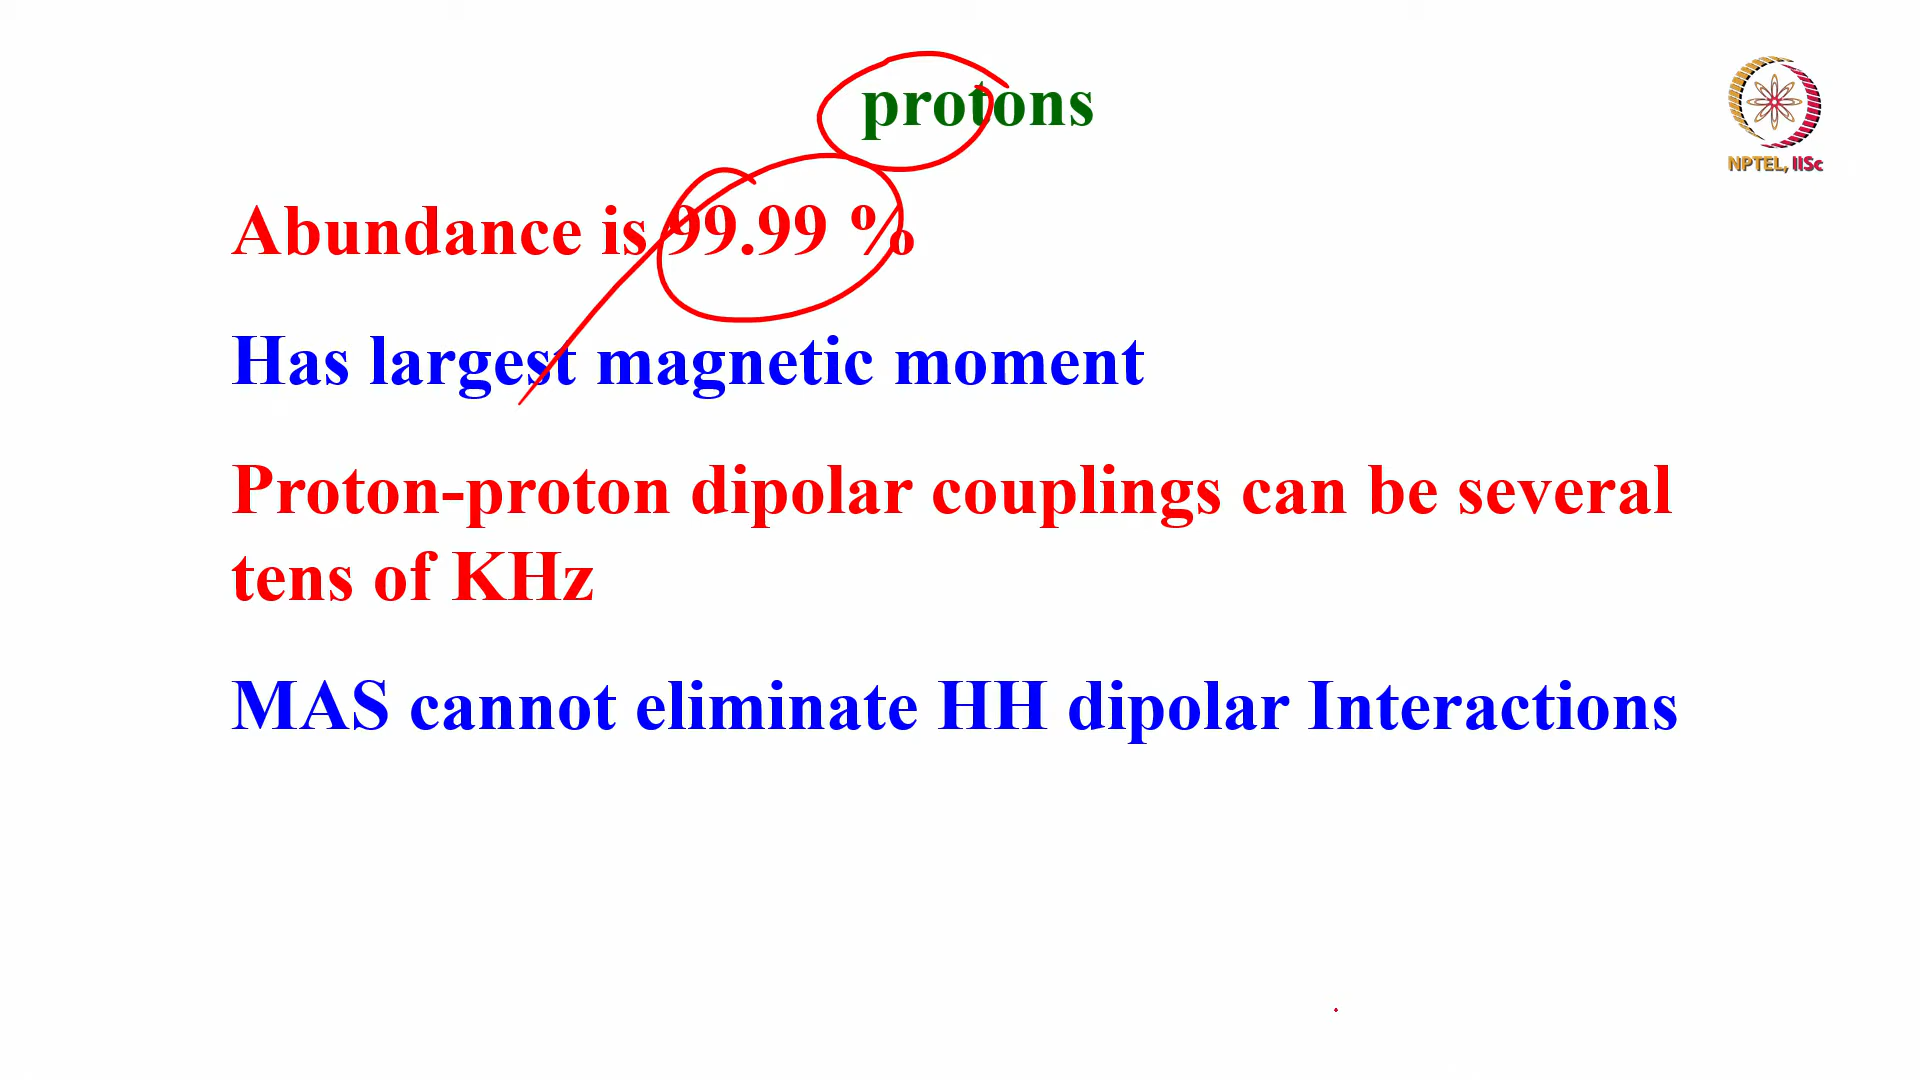 protons
NPTEL, IISc
Abundance is 99.99 %
Has largest magnetic moment
Proton-proton dipolar couplings can be several
tens of KHz
MAS cannot eliminate HH dipolar Interactions